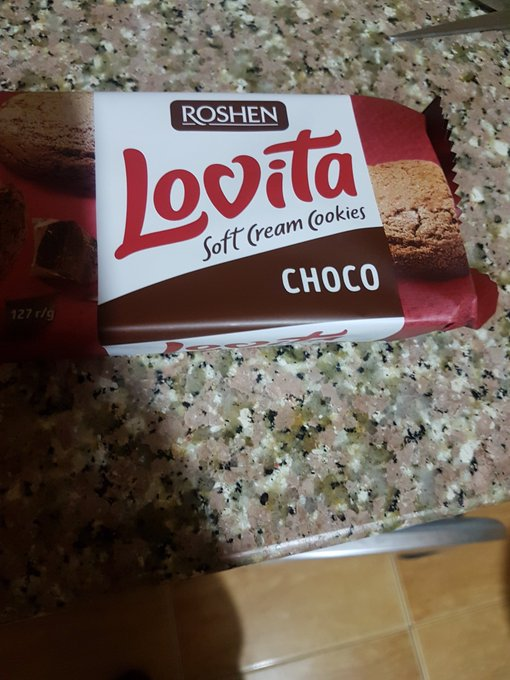 ROSHEN
Lovita
Soft Cream Cookies
CHOCO
127 г/g